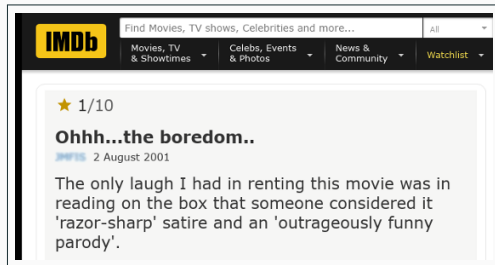 IMDb
Find Movies, TV shows, Celebrities and more...
All
Movies, TV
& Showtimes
Celebs, Events
& Photos
News &
Community
Watchlist
1/10
Ohhh...the boredom..
2 August 2001
The only laugh I had in renting this movie was in
reading on the box that someone considered it
'razor-sharp' satire and an 'outrageously funny
parody'.